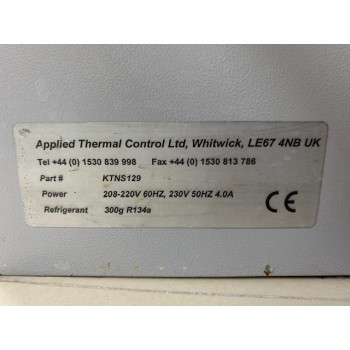 Applied Thermal Control Ltd, Whitwick, LE67 4NB UK
Tel +44 (0) 1530 839 998 Fax +44 (0) 1530 813 786
Part # KTNS129
Power 208-220V 60HZ, 230V 50HZ 4.0A
Refrigerant 300g R134a
CE